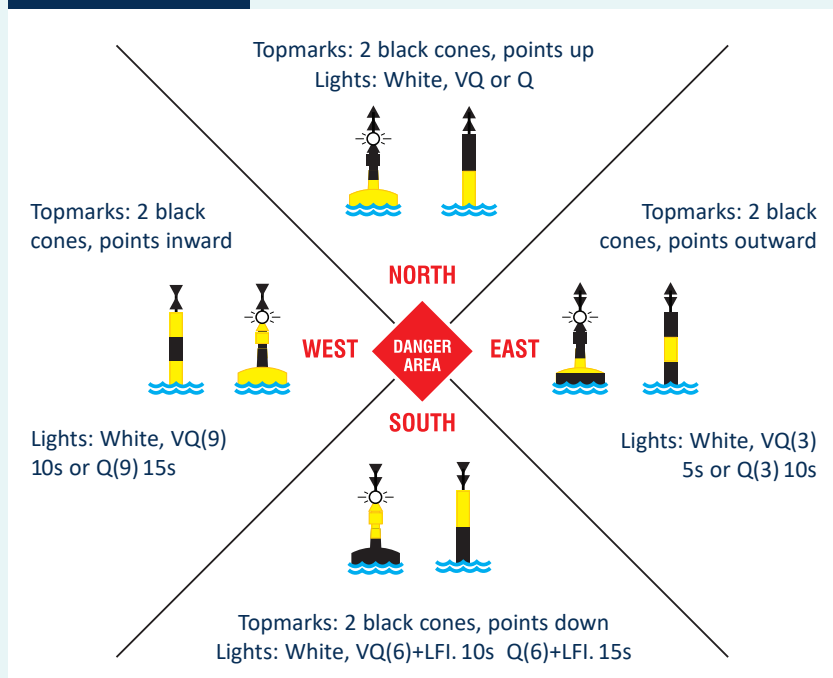 Topmarks: 2 black cones, points up
Lights: White, VQ or Q
Topmarks: 2 black
cones, points inward
Topmarks: 2 black
cones, points outward
NORTH
WEST
DANGER
AREA
EAST
SOUTH
Lights: White, VQ(9)
10s or Q(9) 15s
Lights: White, VQ(3)
5s or Q(3) 10s
Topmarks: 2 black cones, points down
Lights: White, VQ(6)+LFI. 10s Q(6)+LFI. 15s